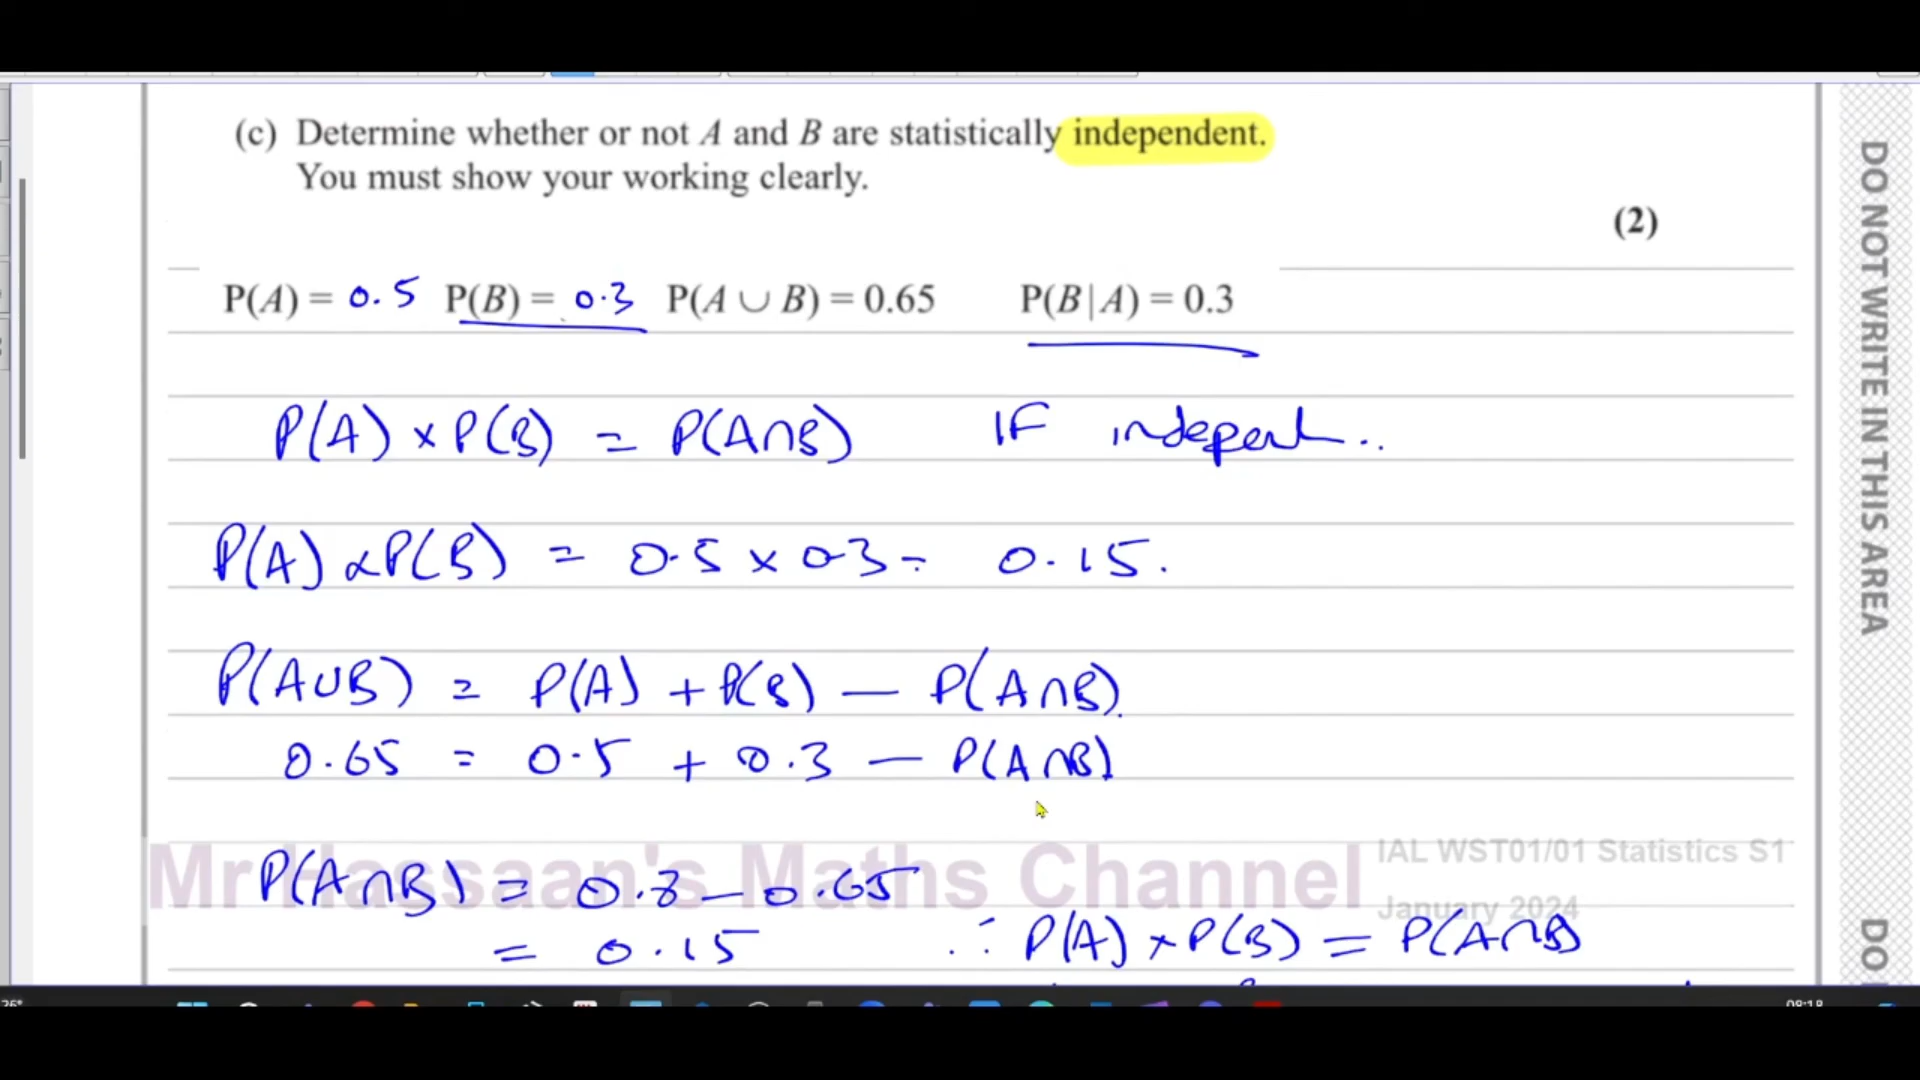 (c) Determine whether or not A and B are statistically independent.
You must show your working clearly.
(2)
P(A) = 0.5 P(B) = 0.3 P(A ∪ B) = 0.65 P(B|A) = 0.3
P(A) × P(B) = P(A∩B) IF
P(A) × P(B) = 0.5 × 0.3 = 0.15.
P(A∪B) = P(A) + P(B) — P(A∩B).
0.65 = 0.5 + 0.3 — P(A∩B)
Mr Hassaan's Maths Channel
IAL WST01/01 Statistics S1
January 2024
P(A∩B) = 0.8 — 0.65
= 0.15 ∴ P(A) × P(B) = P(A∩B)
DO NOT WRITE IN THIS AREA
DO
26°
08:18